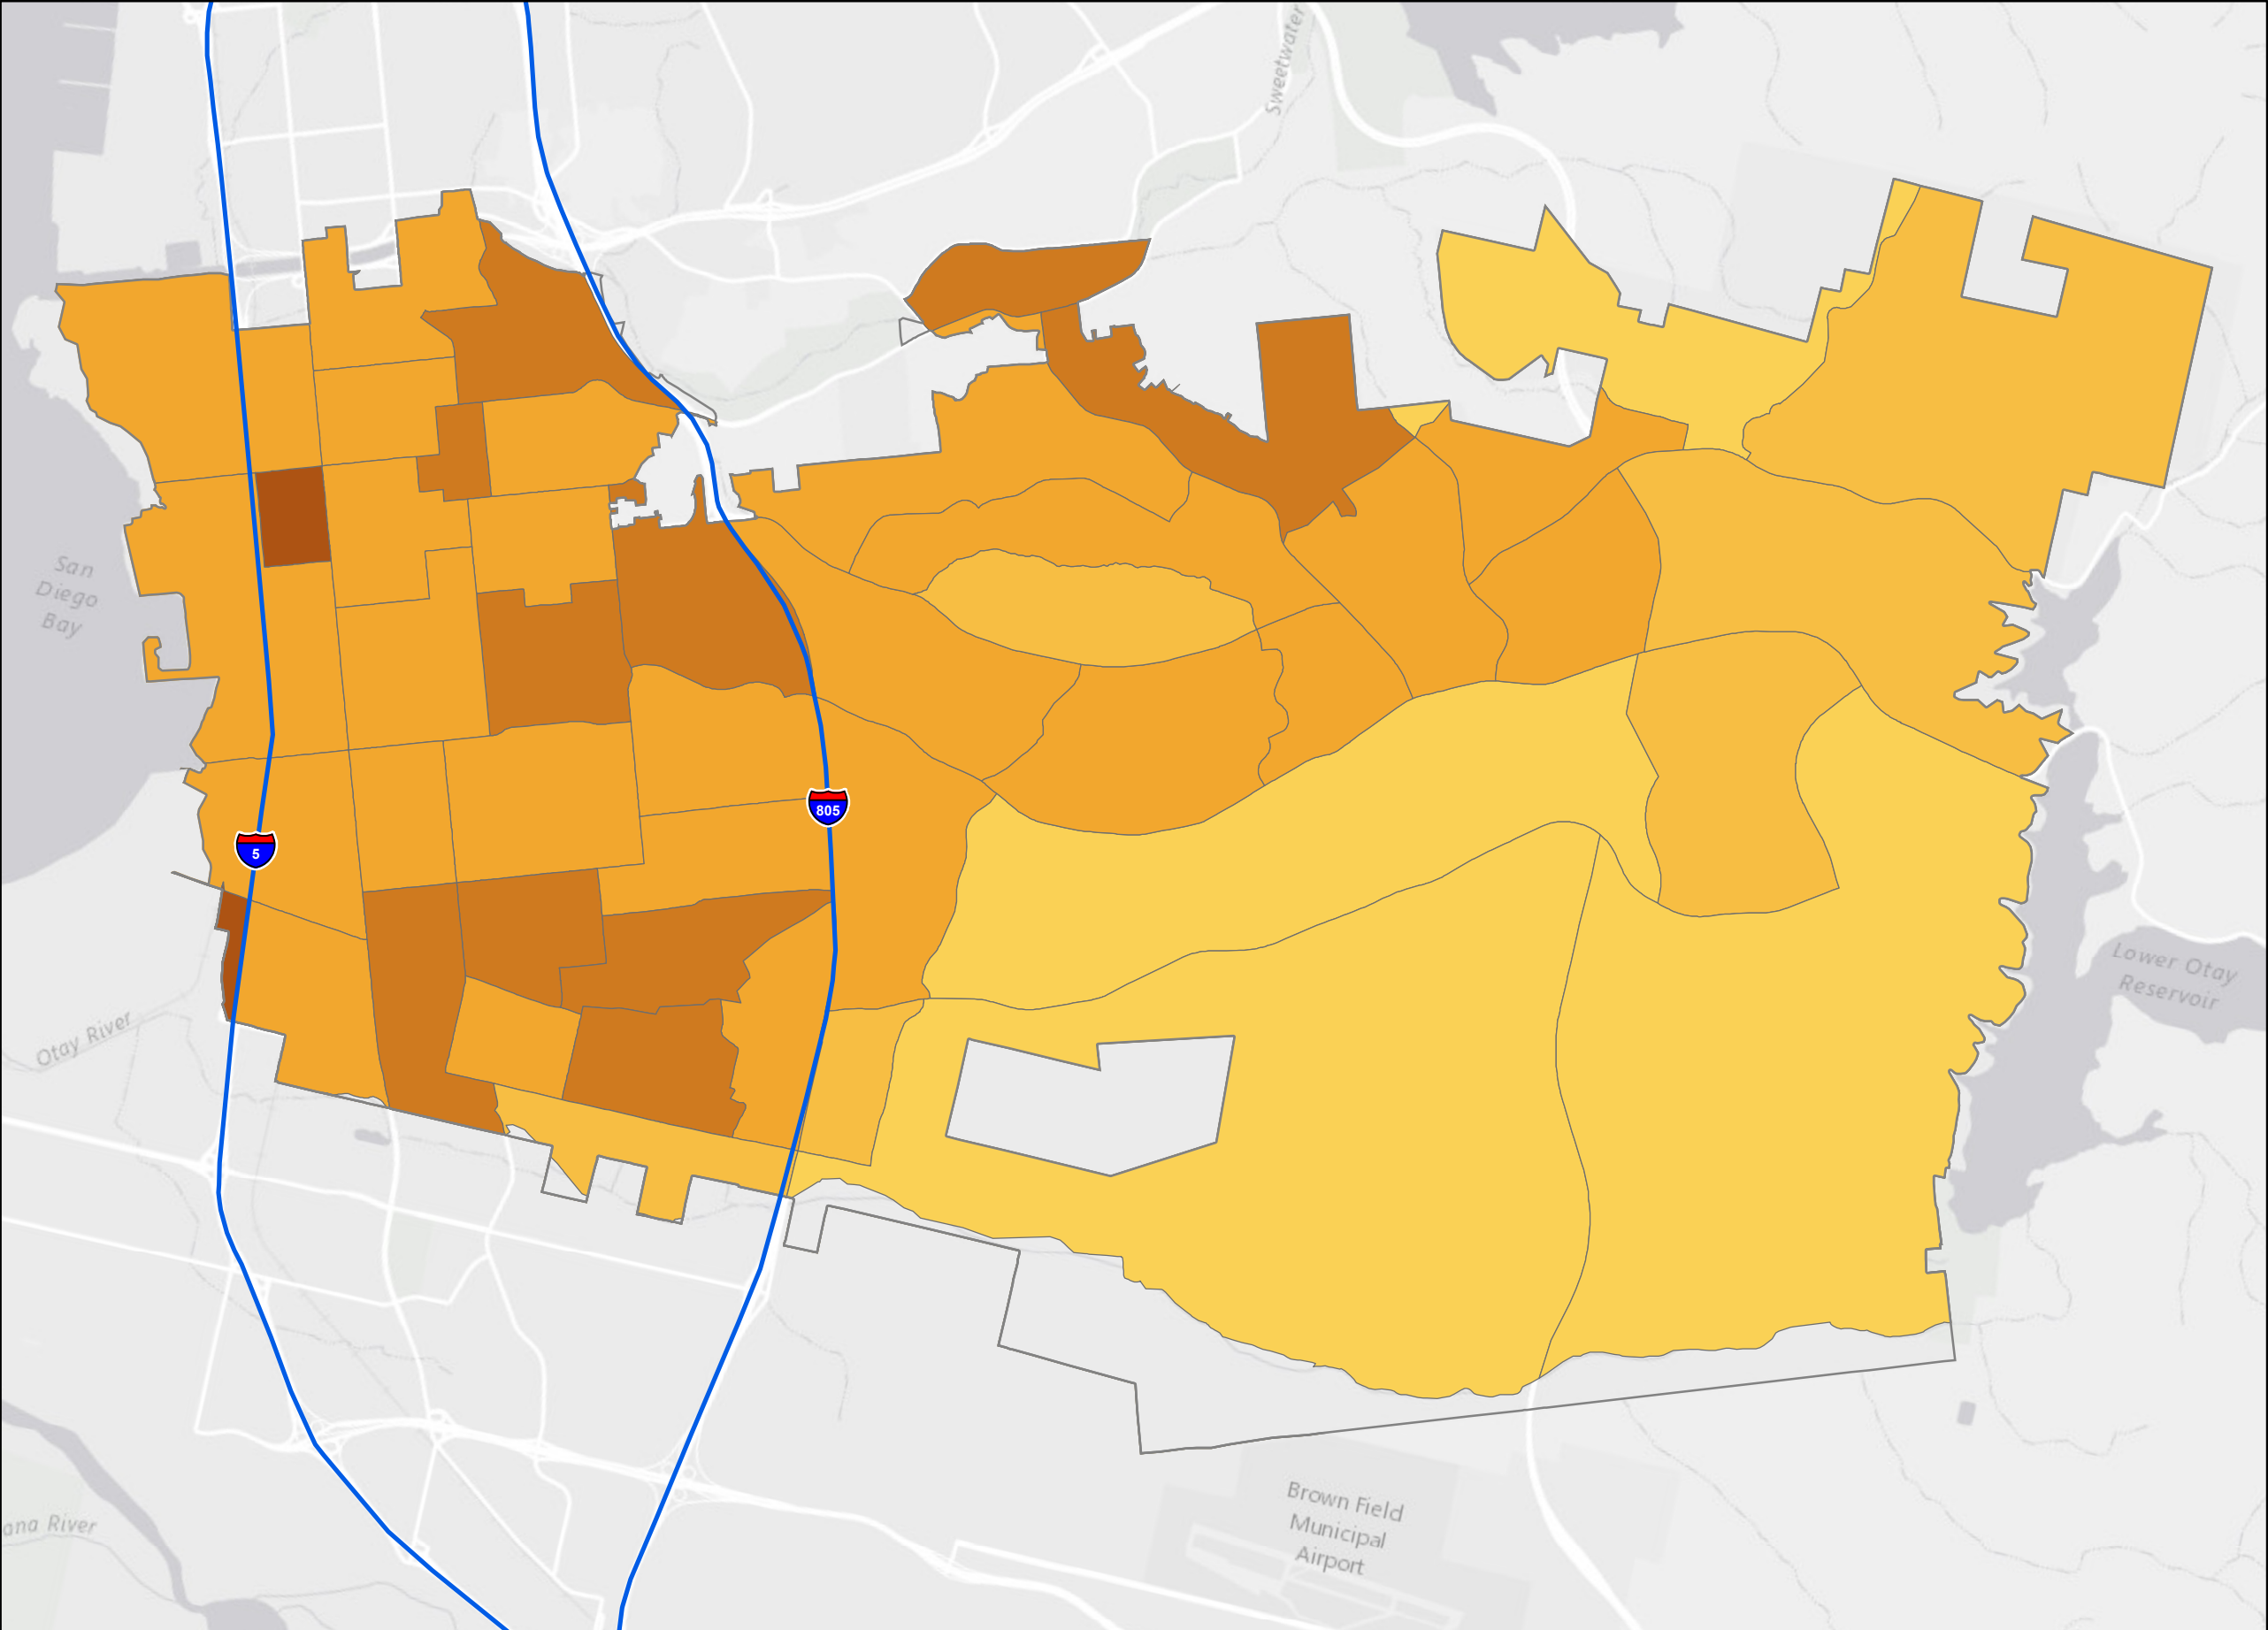 Sweetwater
San
Diego
Bay
805
5
Lower Otay
Reservoir
Otay River
Brown Field
Municipal
Airport
ana River